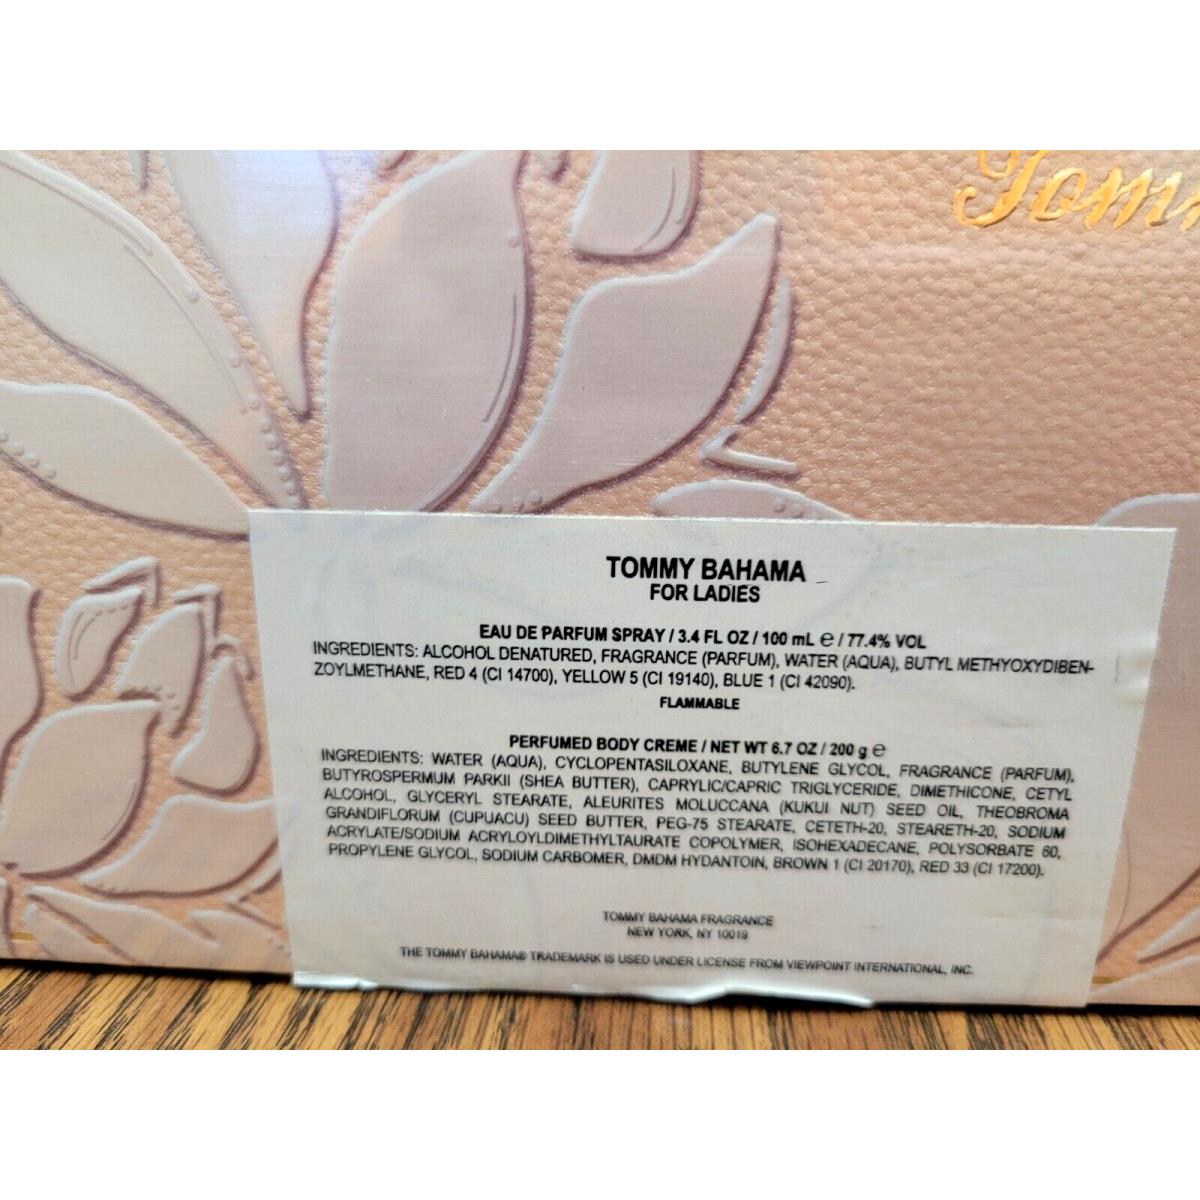 Tomm
TOMMY BAHAMA
FOR LADIES
EAU DE PARFUM SPRAY / 3.4 FL OZ / 100 mL ℮ / 77.4% VOL
INGREDIENTS: ALCOHOL DENATURED, FRAGRANCE (PARFUM), WATER (AQUA), BUTYL METHYOXYDIBEN-
ZOYLMETHANE, RED 4 (CI 14700), YELLOW 5 (CI 19140), BLUE 1 (CI 42090).
FLAMMABLE
PERFUMED BODY CREME / NET WT 6.7 OZ / 200 g ℮
INGREDIENTS: WATER (AQUA), CYCLOPENTASILOXANE, BUTYLENE GLYCOL, FRAGRANCE (PARFUM),
BUTYROSPERMUM PARKII (SHEA BUTTER), CAPRYLIC/CAPRIC TRIGLYCERIDE, DIMETHICONE, CETYL
ALCOHOL, GLYCERYL STEARATE, ALEURITES MOLUCCANA (KUKUI NUT) SEED OIL, THEOBROMA
GRANDIFLORUM (CUPUACU) SEED BUTTER, PEG-75 STEARATE, CETETH-20, STEARETH-20, SODIUM
ACRYLATE/SODIUM ACRYLOYLDIMETHYLTAURATE COPOLYMER, ISOHEXADECANE, POLYSORBATE 60,
PROPYLENE GLYCOL, SODIUM CARBOMER, DMDM HYDANTOIN, BROWN 1 (CI 20170), RED 33 (CI 17200).
TOMMY BAHAMA FRAGRANCE
NEW YORK, NY 10019
THE TOMMY BAHAMA® TRADEMARK IS USED UNDER LICENSE FROM VIEWPOINT INTERNATIONAL, INC.